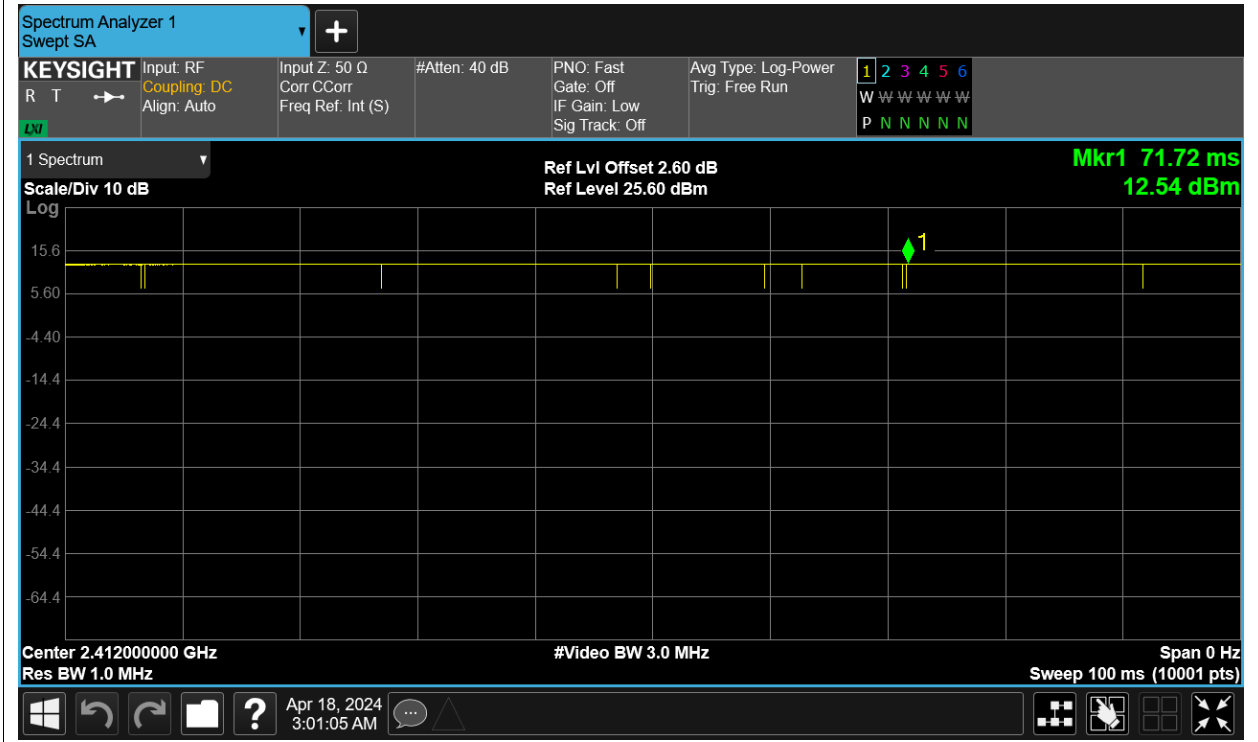 Spectrum Analyzer 1
Swept SA
KEYSIGHT
R T
LXI
Input: RF
Coupling: DC
Align: Auto
Input Z: 50 Ω
Corr CCorr
Freq Ref: Int (S)
#Atten: 40 dB
PNO: Fast
Gate: Off
IF Gain: Low
Sig Track: Off
Avg Type: Log-Power
Trig: Free Run
1 2 3 4 5 6
W W W W W W
P N N N N N
1 Spectrum
Scale/Div 10 dB
Log
Ref Lvl Offset 2.60 dB
Ref Level 25.60 dBm
Mkr1 71.72 ms
12.54 dBm
1
15.6
5.60
-4.40
-14.4
-24.4
-34.4
-44.4
-54.4
-64.4
Center 2.412000000 GHz
Res BW 1.0 MHz
#Video BW 3.0 MHz
Span 0 Hz
Sweep 100 ms (10001 pts)
?
Apr 18, 2024
3:01:05 AM